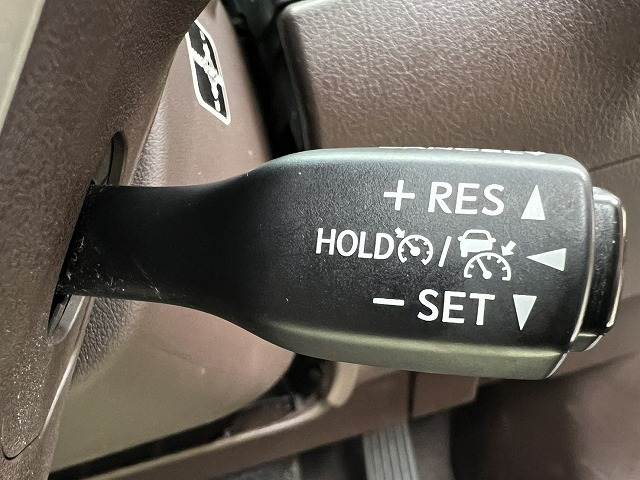 + RES
HOLD /
- SET